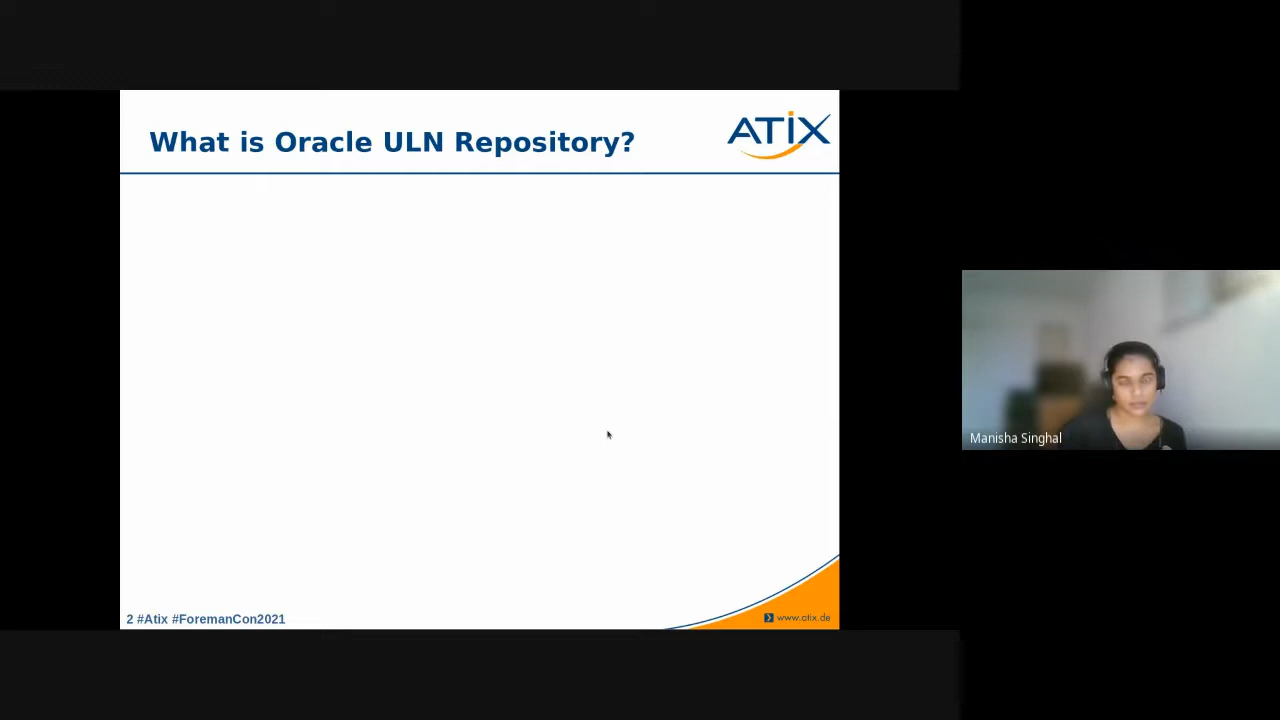 What is Oracle ULN Repository?
ATIX
Manisha Singhal
2 #Atix #ForemanCon2021
www.atix.de